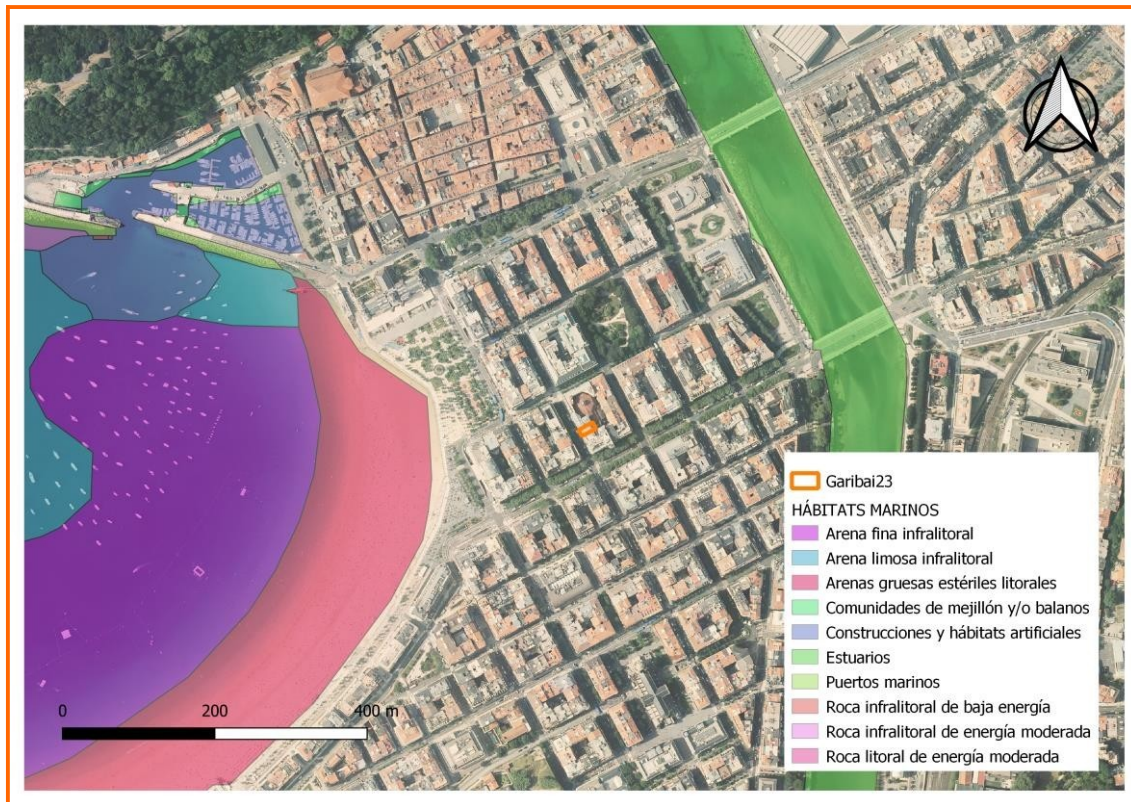 Garibai23
HÁBITATS MARINOS
Arena fina infralitoral
Arena limosa infralitoral
Arenas gruesas estériles litorales
Comunidades de mejillón y/o balanos
Construcciones y hábitats artificiales
Estuarios
Puertos marinos
Roca infralitoral de baja energía
Roca infralitoral de energía moderada
Roca litoral de energía moderada
0 200 400 m